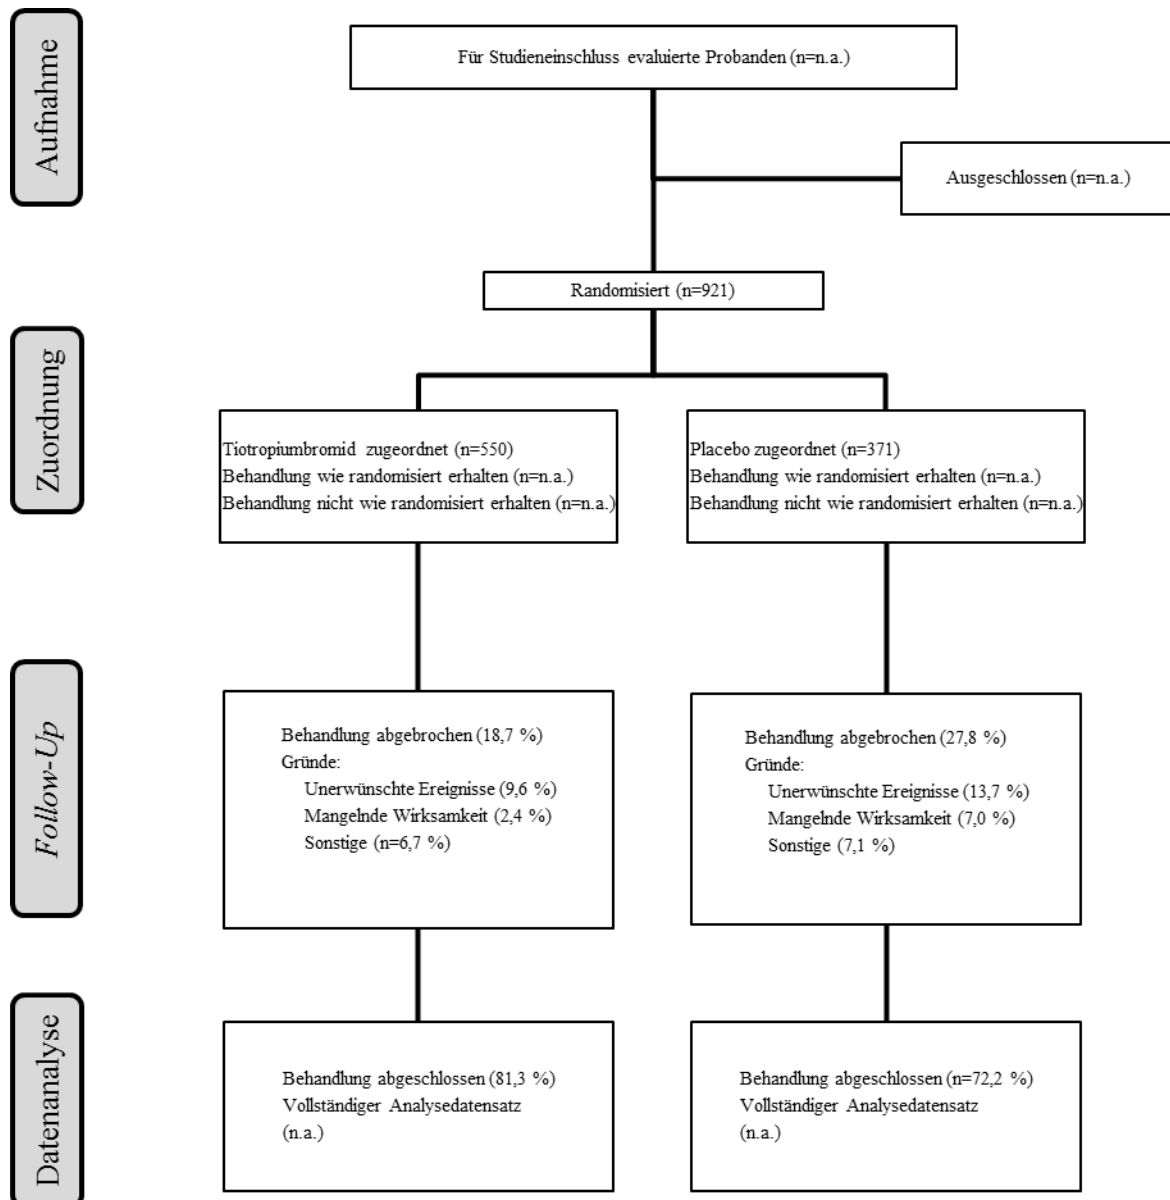 Aufnahme
Für Studieneinschluss evaluierte Probanden (n=n.a.)
Ausgeschlossen (n=n.a.)
Randomisiert (n=921)
Zuordnung
Tiotropiumbromid zugeordnet (n=550)
Behandlung wie randomisiert erhalten (n=n.a.)
Behandlung nicht wie randomisiert erhalten (n=n.a.)
Placebo zugeordnet (n=371)
Behandlung wie randomisiert erhalten (n=n.a.)
Behandlung nicht wie randomisiert erhalten (n=n.a.)
Follow-Up
Behandlung abgebrochen (18,7 %)
Gründe:
Unerwünschte Ereignisse (9,6 %)
Mangelnde Wirksamkeit (2,4 %)
Sonstige (n=6,7 %)
Behandlung abgebrochen (27,8 %)
Gründe:
Unerwünschte Ereignisse (13,7 %)
Mangelnde Wirksamkeit (7,0 %)
Sonstige (7,1 %)
Datenanalyse
Behandlung abgeschlossen (81,3 %)
Vollständiger Analysedatensatz
(n.a.)
Behandlung abgeschlossen (n=72,2 %)
Vollständiger Analysedatensatz
(n.a.)